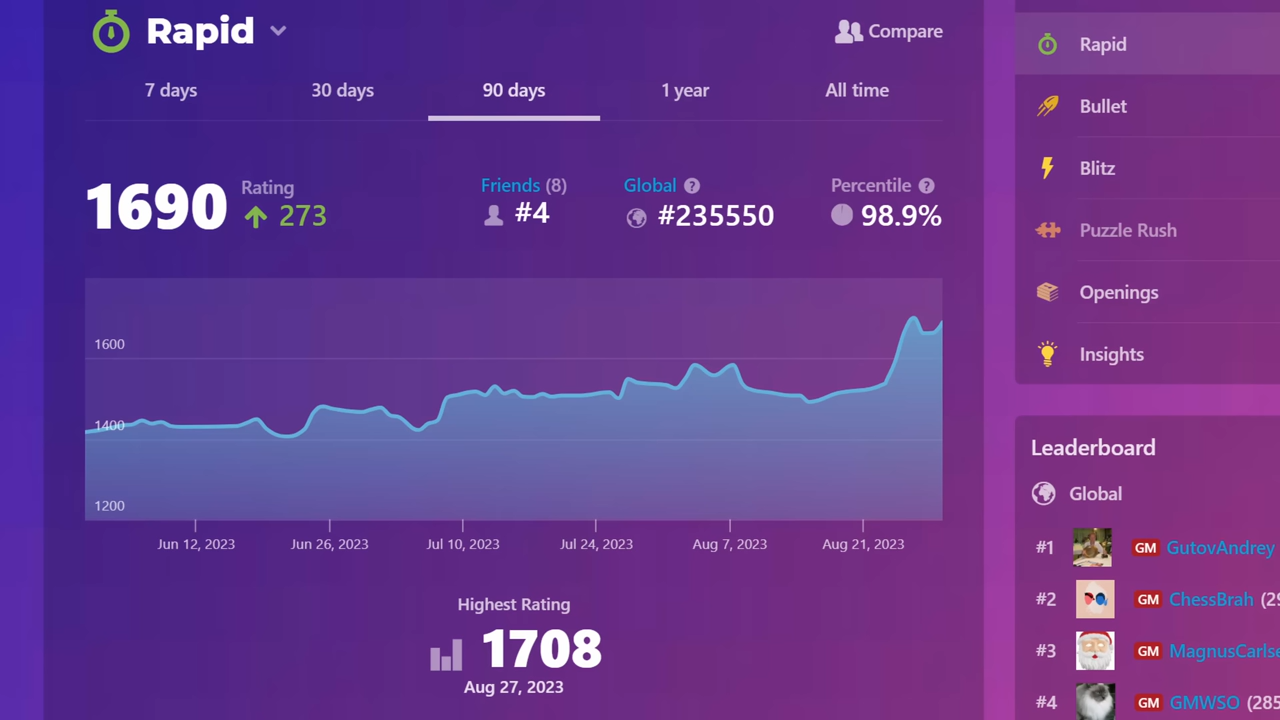 Rapid
Compare
7 days
30 days
90 days
1 year
All time
1690
Rating
273
Friends (8)
#4
Global
#235550
Percentile
98.9%
1600
1400
1200
Jun 12, 2023
Jun 26, 2023
Jul 10, 2023
Jul 24, 2023
Aug 7, 2023
Aug 21, 2023
Highest Rating
1708
Aug 27, 2023
Rapid
Bullet
Blitz
Puzzle Rush
Openings
Insights
Leaderboard
Global
#1 GM GutovAndrey
#2 GM ChessBrah (29
#3 GM MagnusCarlse
#4 GM GMWSO (285